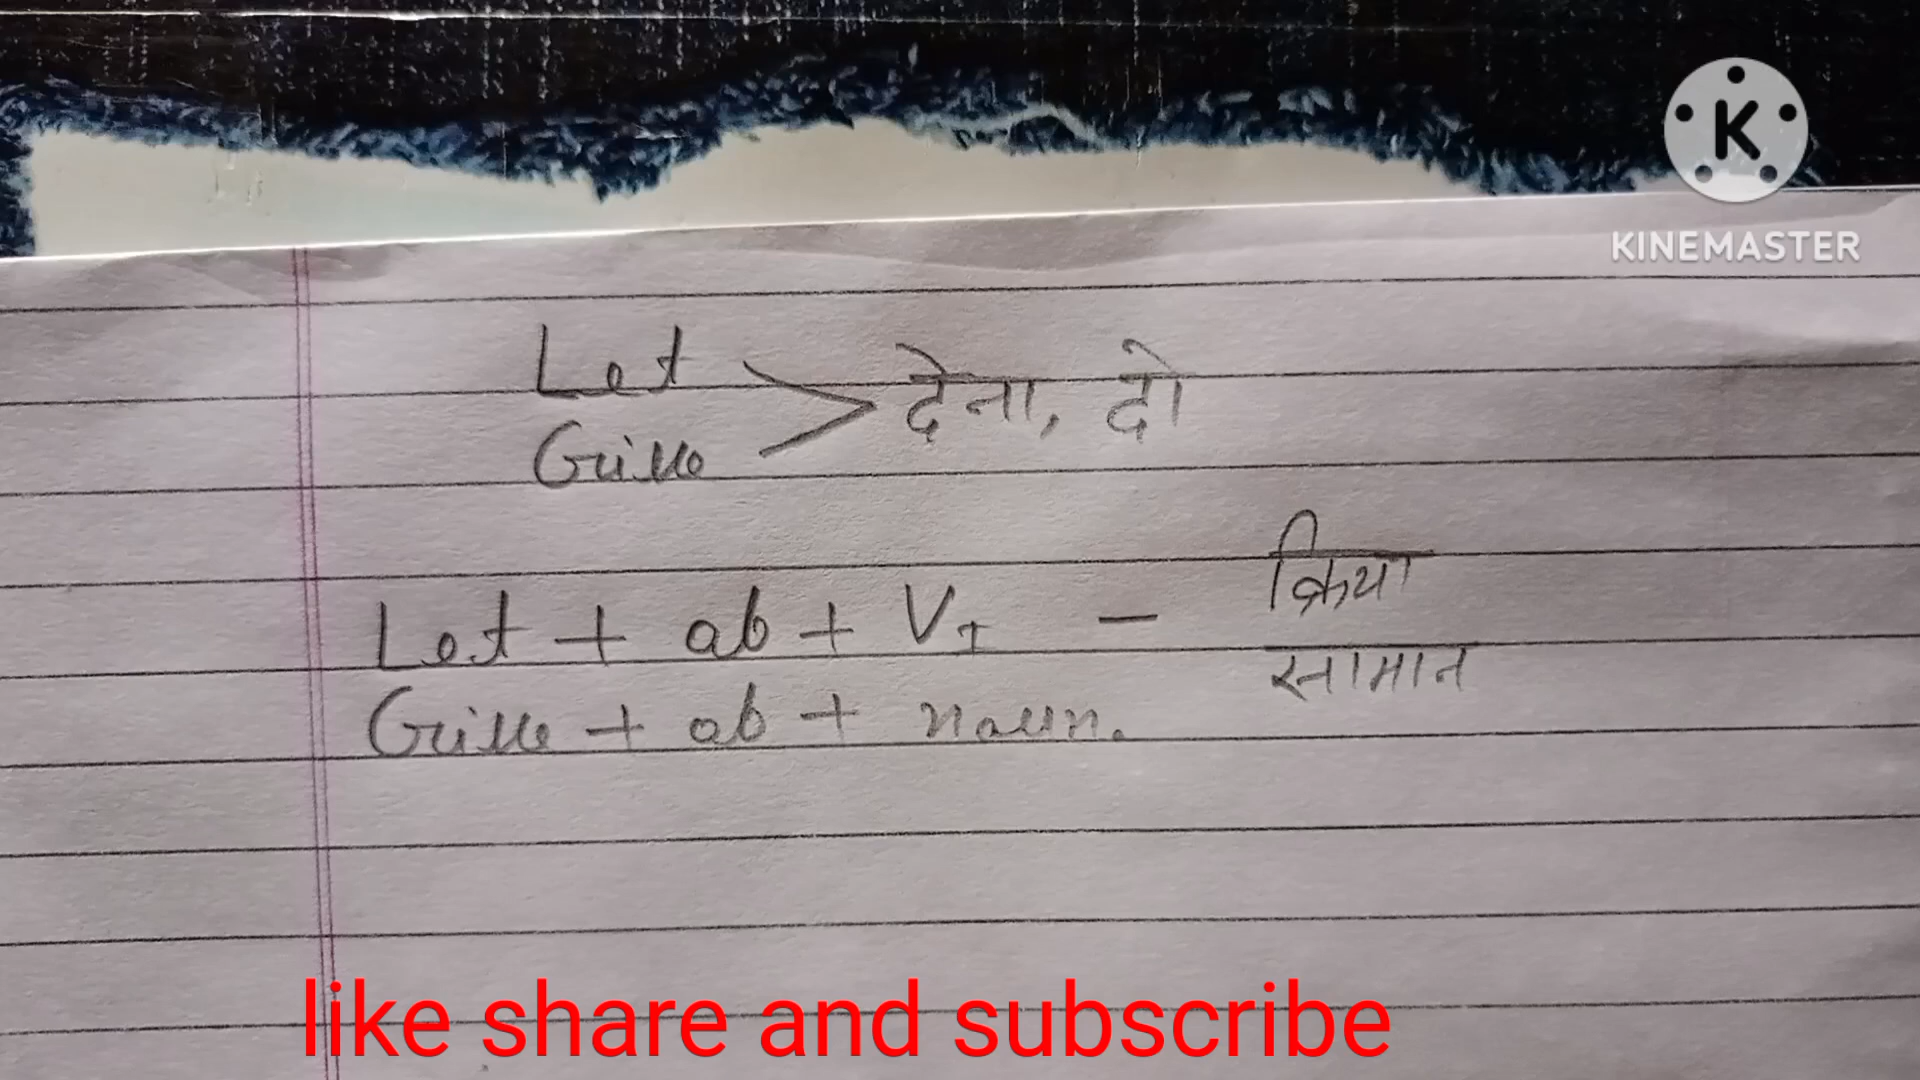 KINEMASTER
Let
Give > देना, दो
Let + ob + V1 - क्रिया
Give + ob + noun. सामान
like share and subscribe